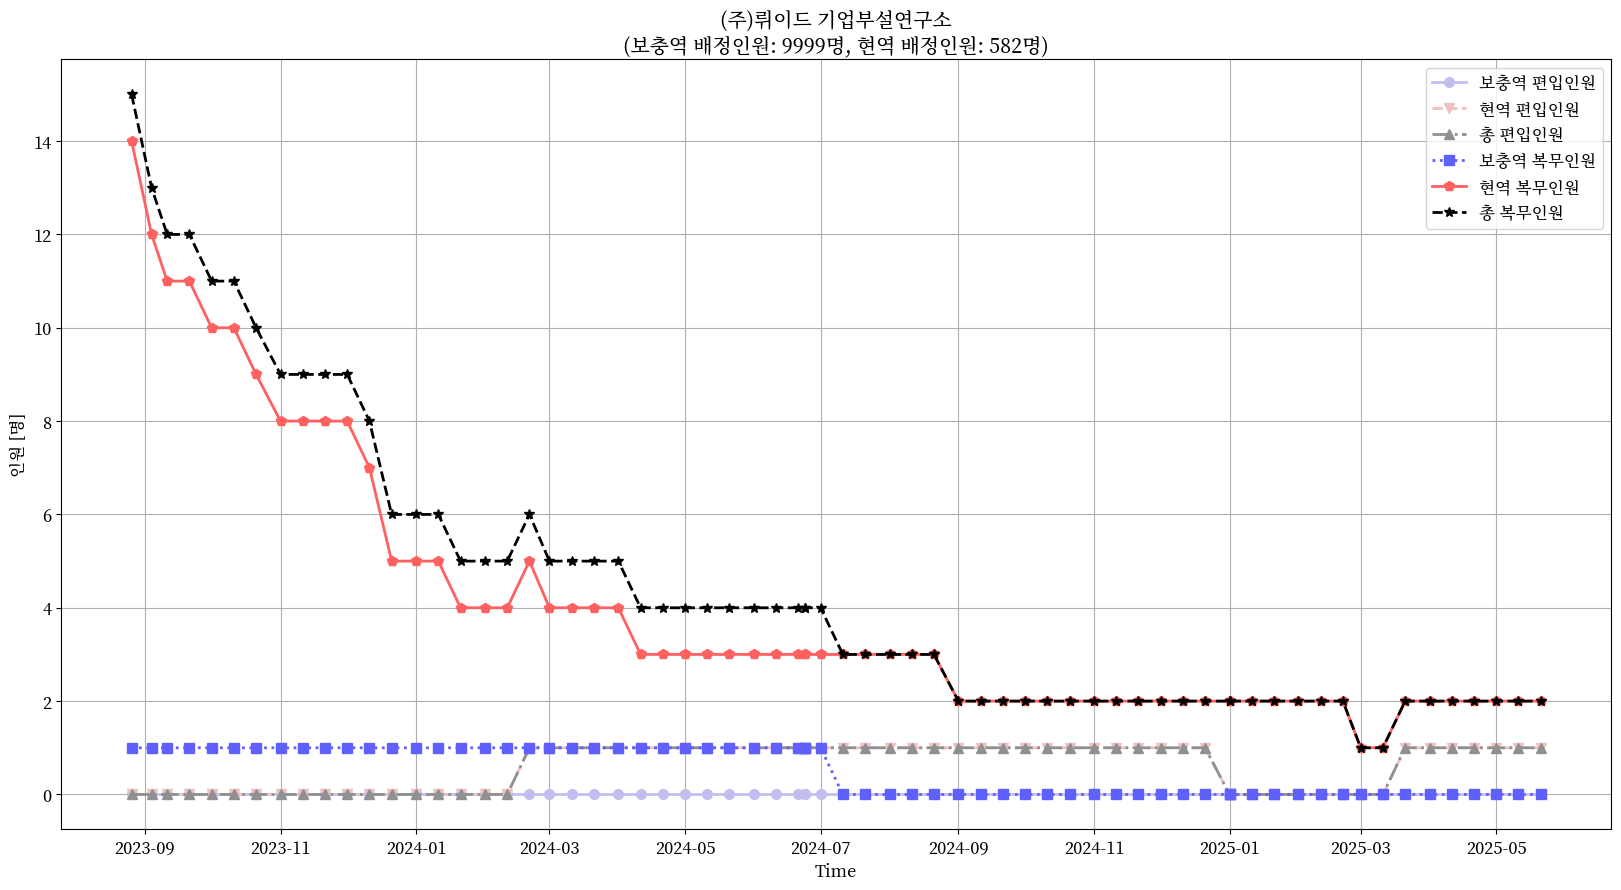 (주)뤼이드 기업부설연구소
(보충역 배정인원: 9999명, 현역 배정인원: 582명)
보충역 편입인원
현역 편입인원
총 편입인원
보충역 복무인원
현역 복무인원
총 복무인원
인원 [명]
14
12
10
8
6
4
2
0
2023-09 2023-11 2024-01 2024-03 2024-05 2024-07 2024-09 2024-11 2025-01 2025-03 2025-05
Time